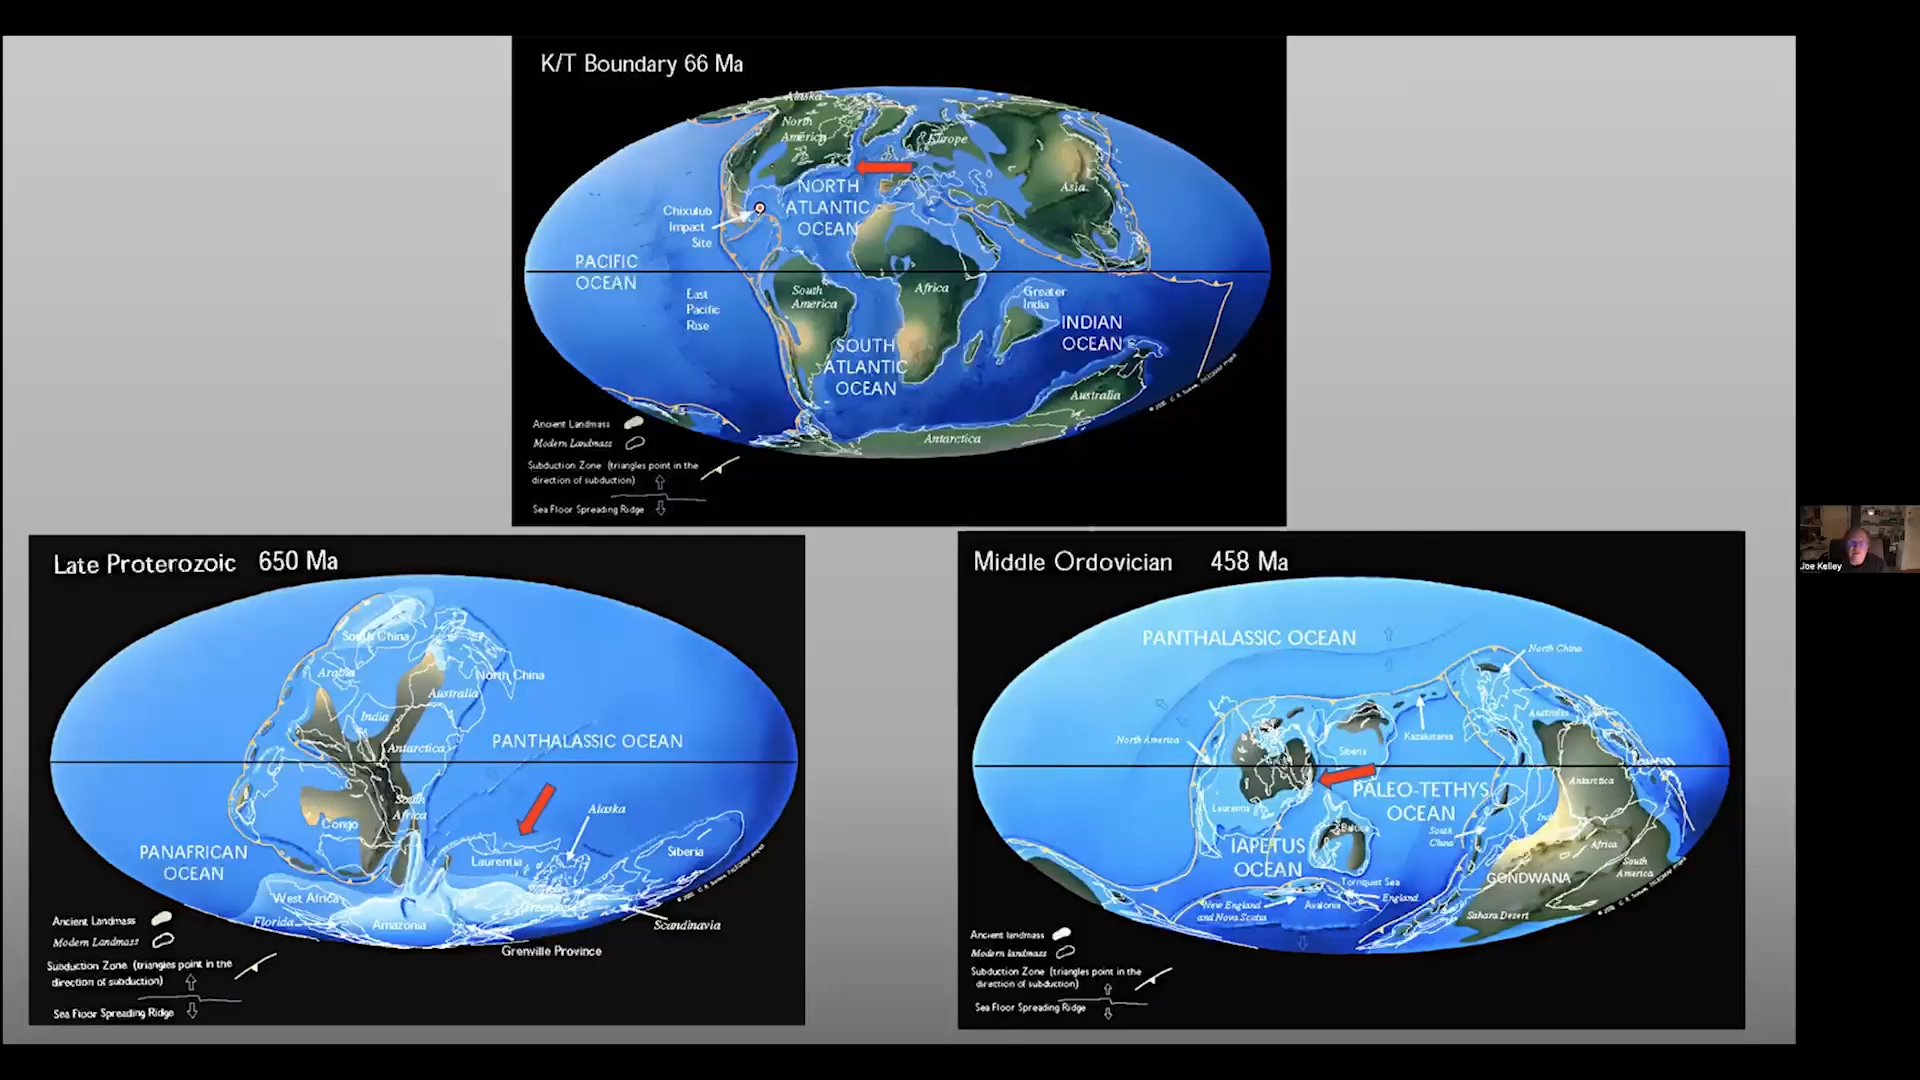 K/T Boundary 66 Ma
Alaska
North
America
Europe
Asia
NORTH
ATLANTIC
OCEAN
Chixulub
Impact
Site
PACIFIC
OCEAN
East
Pacific
Rise
South
America
Africa
Greater
India
INDIAN
OCEAN
SOUTH
ATLANTIC
OCEAN
Australia
Antarctica
Ancient Landmass
Modern Landmass
Subduction Zone (triangles point in the
direction of subduction)
Sea Floor Spreading Ridge
Joe Kelley
Late Proterozoic 650 Ma
South China
Arabia
North China
Australia
India
Antarctica
PANTHALASSIC OCEAN
South
Africa
Congo
Alaska
PANAFRICAN
OCEAN
Laurentia
Siberia
West Africa
Florida
Amazonia
Greenland
Scandinavia
Grenville Province
Ancient Landmass
Modern Landmass
Subduction Zone (triangles point in the
direction of subduction)
Sea Floor Spreading Ridge
Middle Ordovician 458 Ma
PANTHALASSIC OCEAN
North China
Australia
North America
Kazakstania
Siberia
Antarctica
PALEO-TETHYS
OCEAN
Laurentia
Baltica
South
China
Africa
IAPETUS
OCEAN
South
America
GONDWANA
Tornquist Sea
England
New England
and Nova Scotia
Avalonia
Sahara Desert
Ancient landmass
Modern landmass
Subduction Zone (triangles point in the
direction of subduction)
Sea Floor Spreading Ridge